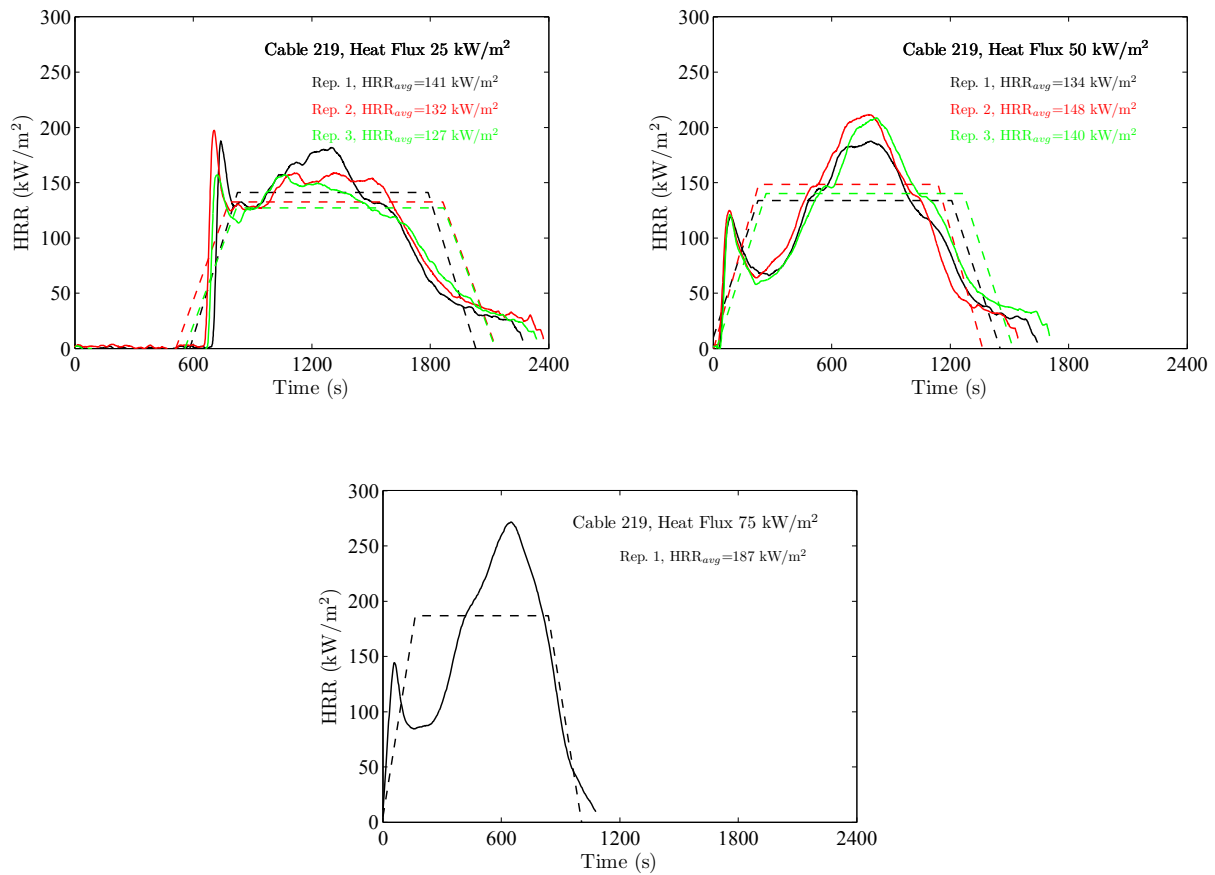 Cable 219, Heat Flux 25 kW/m²
Rep. 1, HRRavg=141 kW/m²
Rep. 2, HRRavg=132 kW/m²
Rep. 3, HRRavg=127 kW/m²
HRR (kW/m²)
300
250
200
150
100
50
0
0 600 1200 1800 2400
Time (s)
Cable 219, Heat Flux 50 kW/m²
Rep. 1, HRRavg=134 kW/m²
Rep. 2, HRRavg=148 kW/m²
Rep. 3, HRRavg=140 kW/m²
HRR (kW/m²)
300
250
200
150
100
50
0
0 600 1200 1800 2400
Time (s)
Cable 219, Heat Flux 75 kW/m²
Rep. 1, HRRavg=187 kW/m²
HRR (kW/m²)
300
250
200
150
100
50
0
0 600 1200 1800 2400
Time (s)